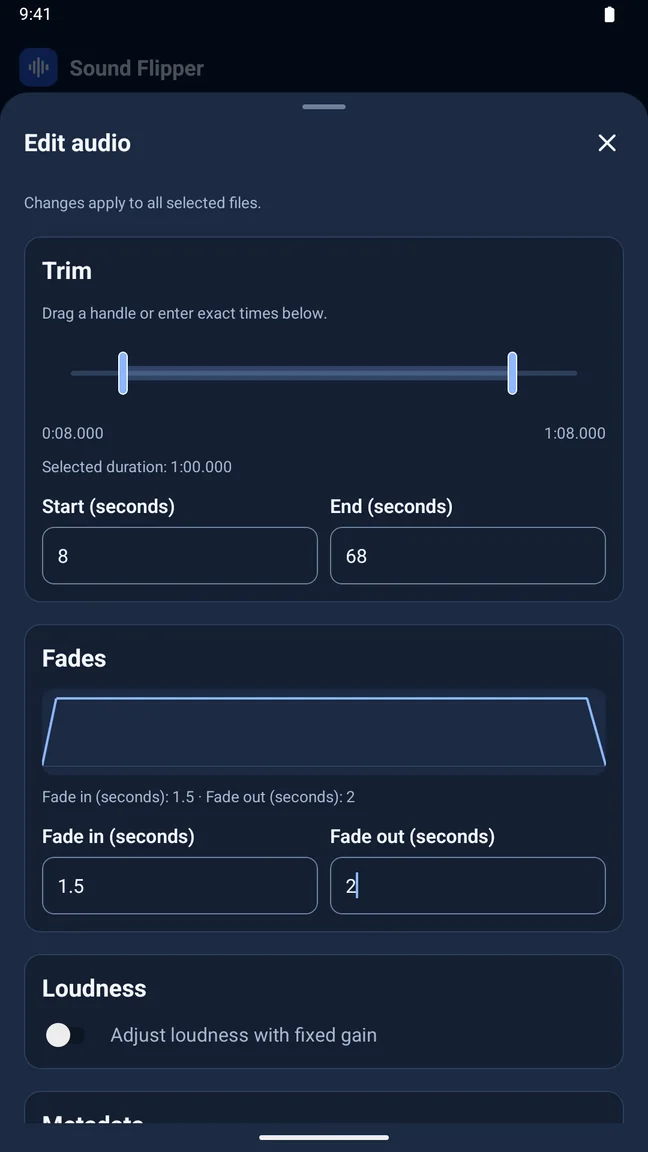 9:41
Sound Flipper
Edit audio
Changes apply to all selected files.
Trim
Drag a handle or enter exact times below.
0:08.000 1:08.000
Selected duration: 1:00.000
Start (seconds) End (seconds)
8 68
Fades
Fade in (seconds): 1.5 · Fade out (seconds): 2
Fade in (seconds) Fade out (seconds)
1.5 2
Loudness
Adjust loudness with fixed gain
Metadata